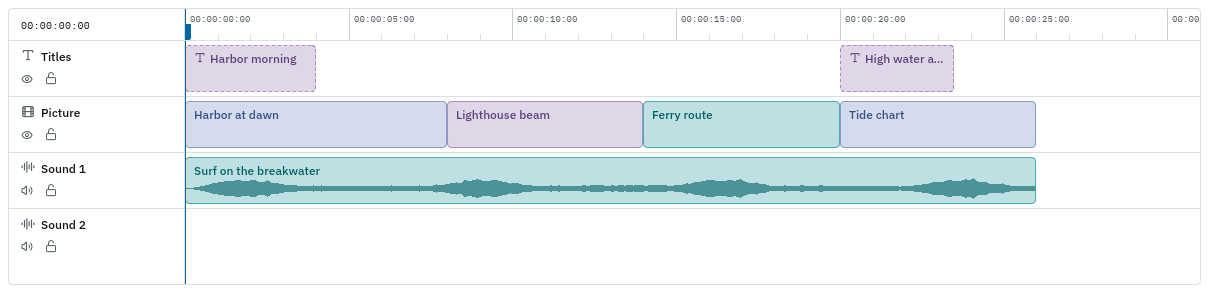 00:00:00:00 00:00:00:00 00:00:05:00 00:00:10:00 00:00:15:00 00:00:20:00 00:00:25:00 00:00
Titles Harbor morning High water a...
Picture Harbor at dawn Lighthouse beam Ferry route Tide chart
Sound 1 Surf on the breakwater
Sound 2